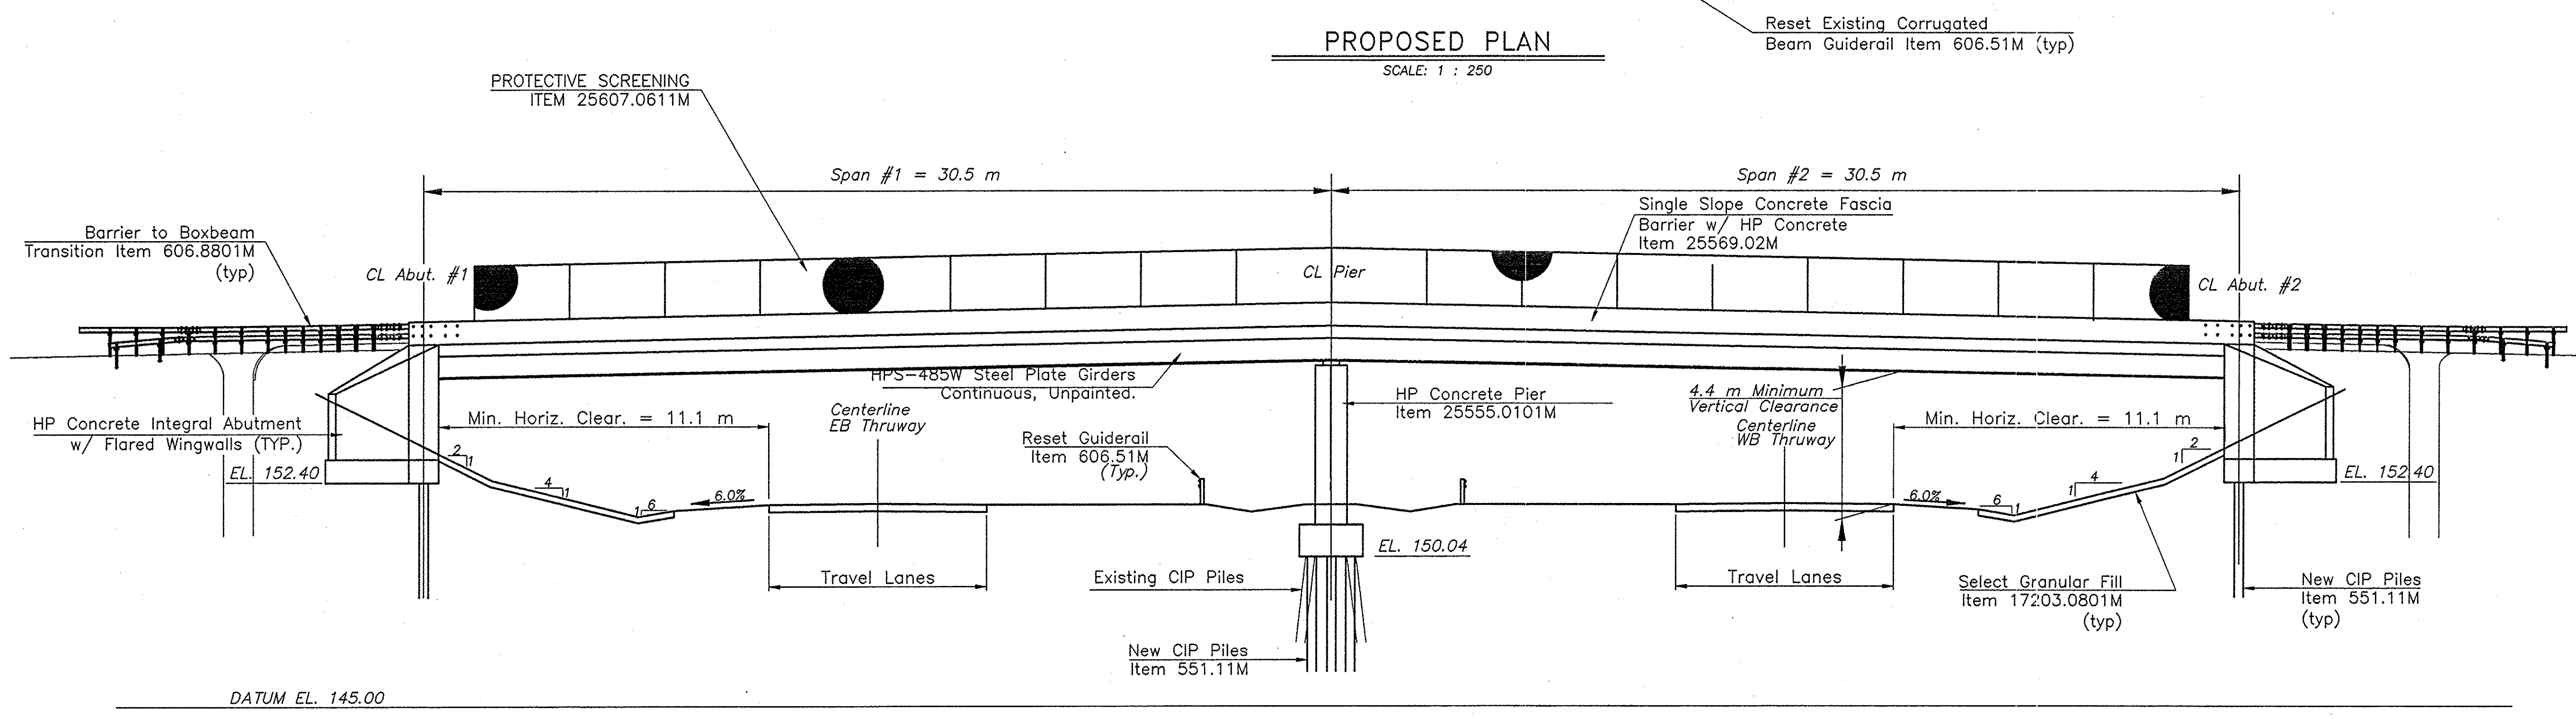 Reset Existing Corrugated
Beam Guiderail Item 606.51M (typ)
PROPOSED PLAN
SCALE: 1 : 250
PROTECTIVE SCREENING
ITEM 25607.0611M
Span #1 = 30.5 m
Span #2 = 30.5 m
Single Slope Concrete Fascia
Barrier w/ HP Concrete
Item 25569.02M
Barrier to Boxbeam
Transition Item 606.8801M
(typ)
CL Abut. #1
CL Pier
CL Abut. #2
HPS-485W Steel Plate Girders
Continuous, Unpainted.
HP Concrete Pier
Item 25555.0101M
4.4 m Minimum
Vertical Clearance
Centerline
EB Thruway
Centerline
WB Thruway
HP Concrete Integral Abutment
w/ Flared Wingwalls (TYP.)
Min. Horiz. Clear. = 11.1 m
Min. Horiz. Clear. = 11.1 m
Reset Guiderail
Item 606.51M
(Typ.)
EL. 152.40
EL. 152.40
2
1
4
1
1
6
6.0%
6.0%
6
1
4
1
2
1
EL. 150.04
Travel Lanes
Existing CIP Piles
Travel Lanes
Select Granular Fill
Item 17203.0801M
(typ)
New CIP Piles
Item 551.11M
(typ)
New CIP Piles
Item 551.11M
DATUM EL. 145.00